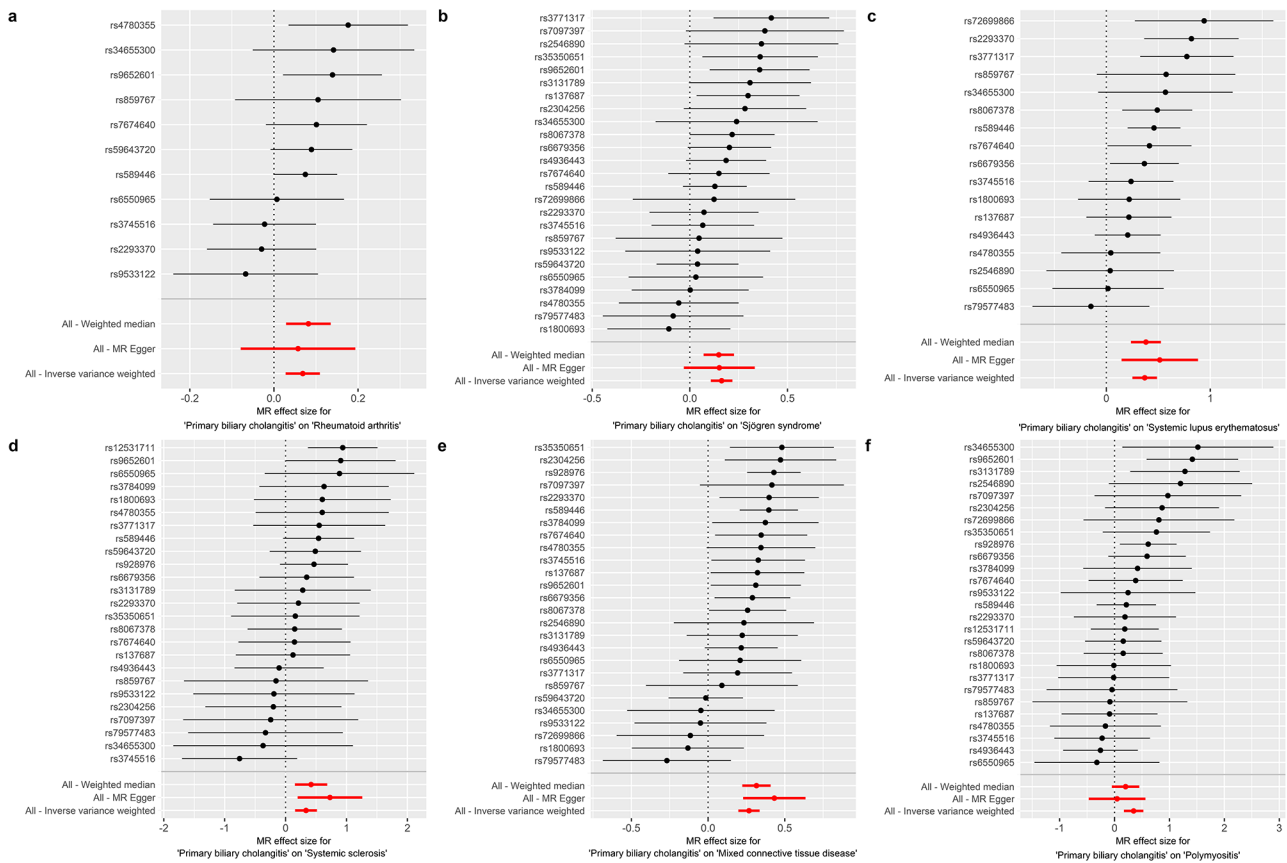 a
rs4780355
rs34655300
rs9652601
rs859767
rs7674640
rs59643720
rs589446
rs6550965
rs3745516
rs2293370
rs9533122
All - Weighted median
All - MR Egger
All - Inverse variance weighted
-0.2 0.0 0.2 0.4
MR effect size for
'Primary biliary cholangitis' on 'Rheumatoid arthritis'
b
rs3771317
rs7097397
rs2546890
rs35350651
rs9652601
rs3131789
rs137687
rs2304256
rs34655300
rs8067378
rs6679356
rs4936443
rs7674640
rs589446
rs72699866
rs2293370
rs3745516
rs859767
rs9533122
rs59643720
rs6550965
rs3784099
rs4780355
rs79577483
rs1800693
All - Weighted median
All - MR Egger
All - Inverse variance weighted
-0.5 0.0 0.5
MR effect size for
'Primary biliary cholangitis' on 'Sjögren syndrome'
c
rs72699866
rs2293370
rs3771317
rs859767
rs34655300
rs8067378
rs589446
rs7674640
rs6679356
rs3745516
rs1800693
rs137687
rs4936443
rs4780355
rs2546890
rs6550965
rs79577483
All - Weighted median
All - MR Egger
All - Inverse variance weighted
0 1
MR effect size for
'Primary biliary cholangitis' on 'Systemic lupus erythematosus'
d
rs12531711
rs9652601
rs6550965
rs3784099
rs1800693
rs4780355
rs3771317
rs589446
rs59643720
rs928976
rs6679356
rs3131789
rs2293370
rs35350651
rs8067378
rs7674640
rs137687
rs4936443
rs859767
rs9533122
rs2304256
rs7097397
rs79577483
rs34655300
rs3745516
All - Weighted median
All - MR Egger
All - Inverse variance weighted
-2 -1 0 1 2
MR effect size for
'Primary biliary cholangitis' on 'Systemic sclerosis'
e
rs35350651
rs2304256
rs928976
rs7097397
rs2293370
rs589446
rs3784099
rs7674640
rs4780355
rs3745516
rs137687
rs9652601
rs6679356
rs8067378
rs2546890
rs3131789
rs4936443
rs6550965
rs3771317
rs859767
rs59643720
rs34655300
rs9533122
rs72699866
rs1800693
rs79577483
All - Weighted median
All - MR Egger
All - Inverse variance weighted
-0.5 0.0 0.5
MR effect size for
'Primary biliary cholangitis' on 'Mixed connective tissue disease'
f
rs34655300
rs9652601
rs3131789
rs2546890
rs7097397
rs2304256
rs72699866
rs35350651
rs928976
rs6679356
rs3784099
rs7674640
rs9533122
rs589446
rs2293370
rs12531711
rs59643720
rs8067378
rs1800693
rs3771317
rs79577483
rs859767
rs137687
rs4780355
rs3745516
rs4936443
rs6550965
All - Weighted median
All - MR Egger
All - Inverse variance weighted
-1 0 1 2 3
MR effect size for
'Primary biliary cholangitis' on 'Polymyositis'